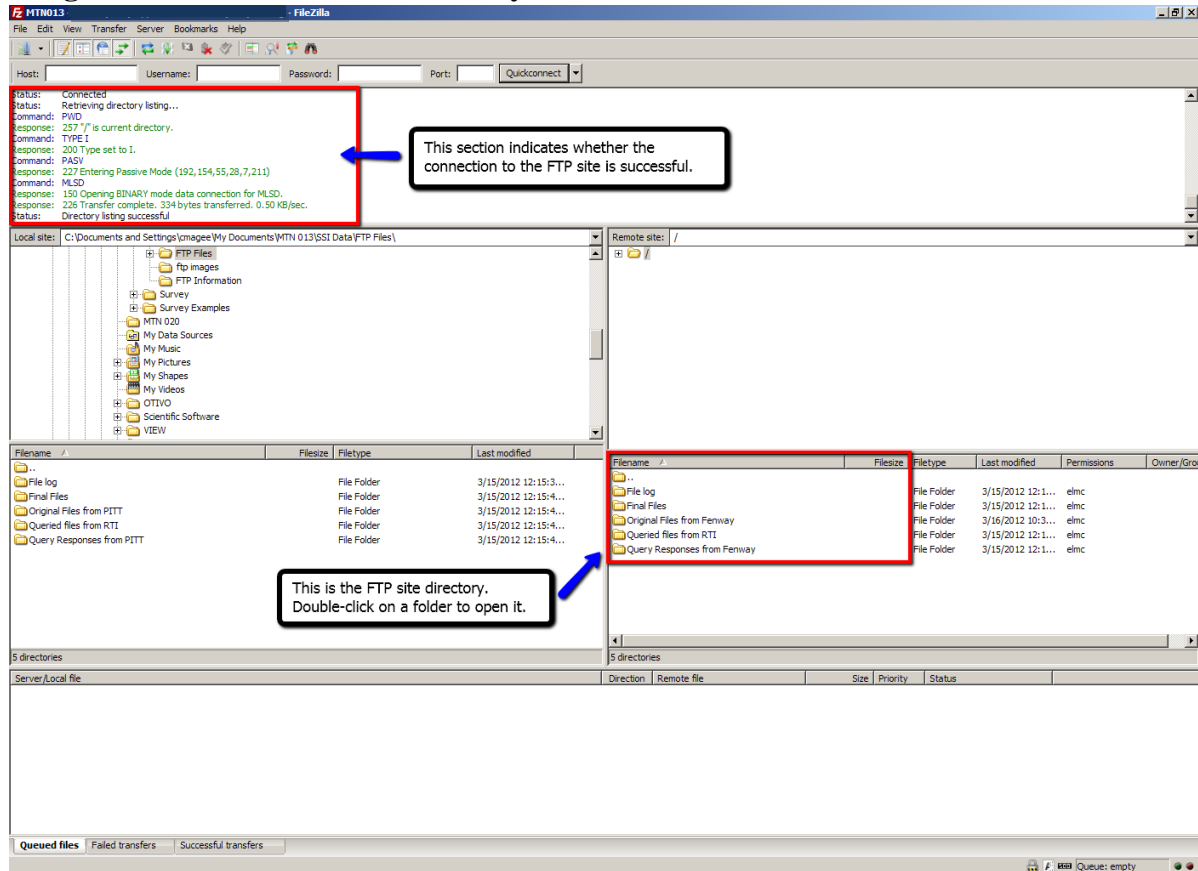 MTN013 - FileZilla
File Edit View Transfer Server Bookmarks Help
Host: Username: Password: Port: Quickconnect
Status: Connected
Status: Retrieving directory listing...
Command: PWD
Response: 257 "/" is current directory.
Command: TYPE I
Response: 200 Type set to I.
Command: PASV
Response: 227 Entering Passive Mode (192,154,55,28,7,211)
Command: MLSD
Response: 150 Opening BINARY mode data connection for MLSD.
Response: 226 Transfer complete. 334 bytes transferred. 0.50 KB/sec.
Status: Directory listing successful
This section indicates whether the
connection to the FTP site is successful.
Local site: C:\Documents and Settings\cmagee\My Documents\MTN 013\SSI Data\FTP Files\
FTP Files
ftp images
FTP Information
Survey
Survey Examples
MTN 020
My Data Sources
My Music
My Pictures
My Shapes
My Videos
OTIVO
Scientific Software
VIEW
Remote site: /
/
Filename Filesize Filetype Last modified
..
File log File Folder 3/15/2012 12:15:3...
Final Files File Folder 3/15/2012 12:15:4...
Original Files from PITT File Folder 3/15/2012 12:15:4...
Queried files from RTI File Folder 3/15/2012 12:15:4...
Query Responses from PITT File Folder 3/15/2012 12:15:4...
5 directories
Filename Filesize Filetype Last modified Permissions Owner/Gro
..
File log File Folder 3/15/2012 12:1... elmc
Final Files File Folder 3/15/2012 12:1... elmc
Original Files from Fenway File Folder 3/16/2012 10:3... elmc
Queried files from RTI File Folder 3/15/2012 12:1... elmc
Query Responses from Fenway File Folder 3/15/2012 12:1... elmc
This is the FTP site directory.
Double-click on a folder to open it.
5 directories
Server/Local file Direction Remote file Size Priority Status
Queued files Failed transfers Successful transfers
Queue: empty